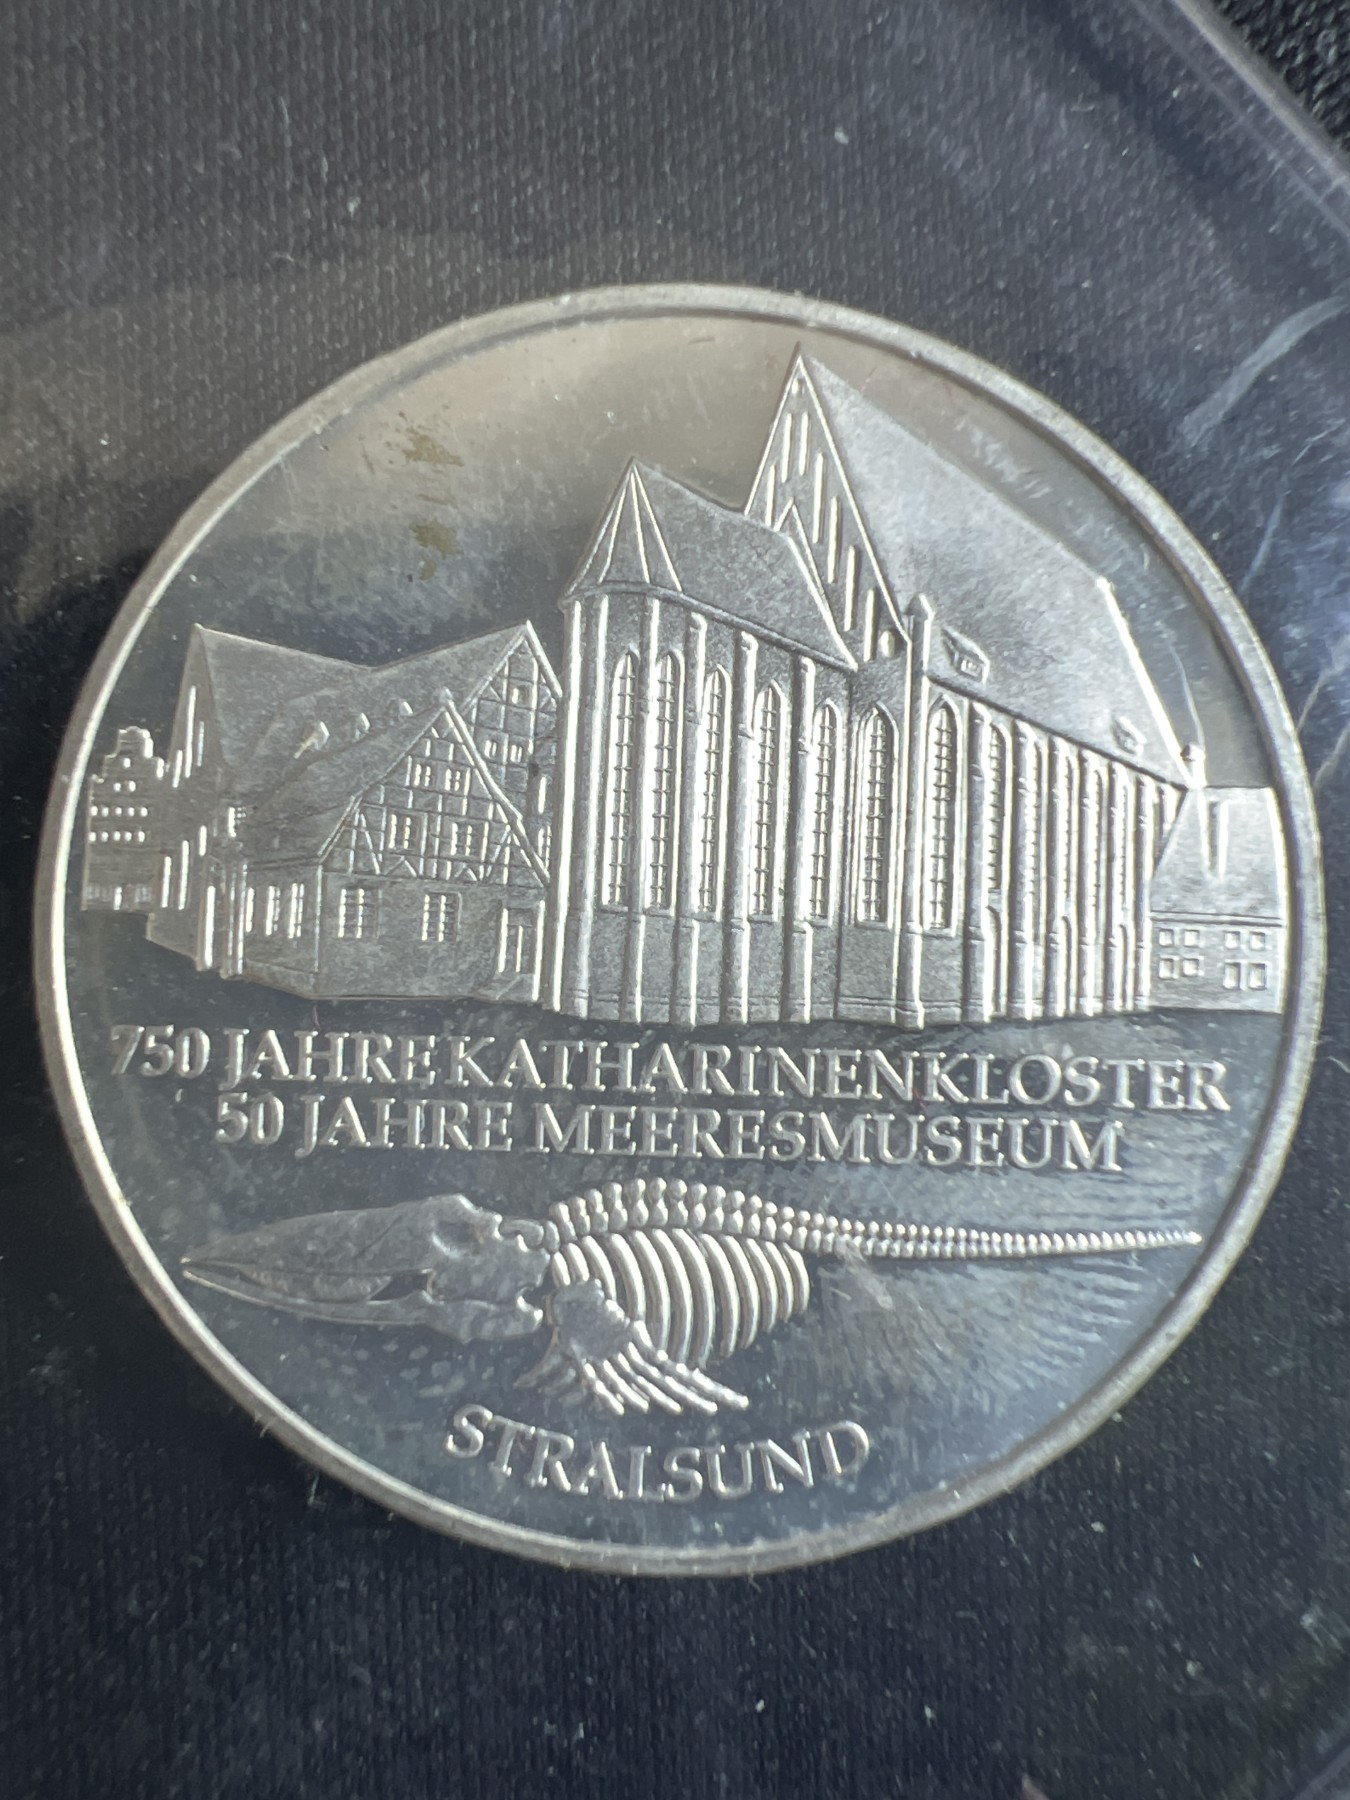 750 JAHRE KATHARINENKLOSTER
50 JAHRE MEERESMUSEUM
STRALSUND